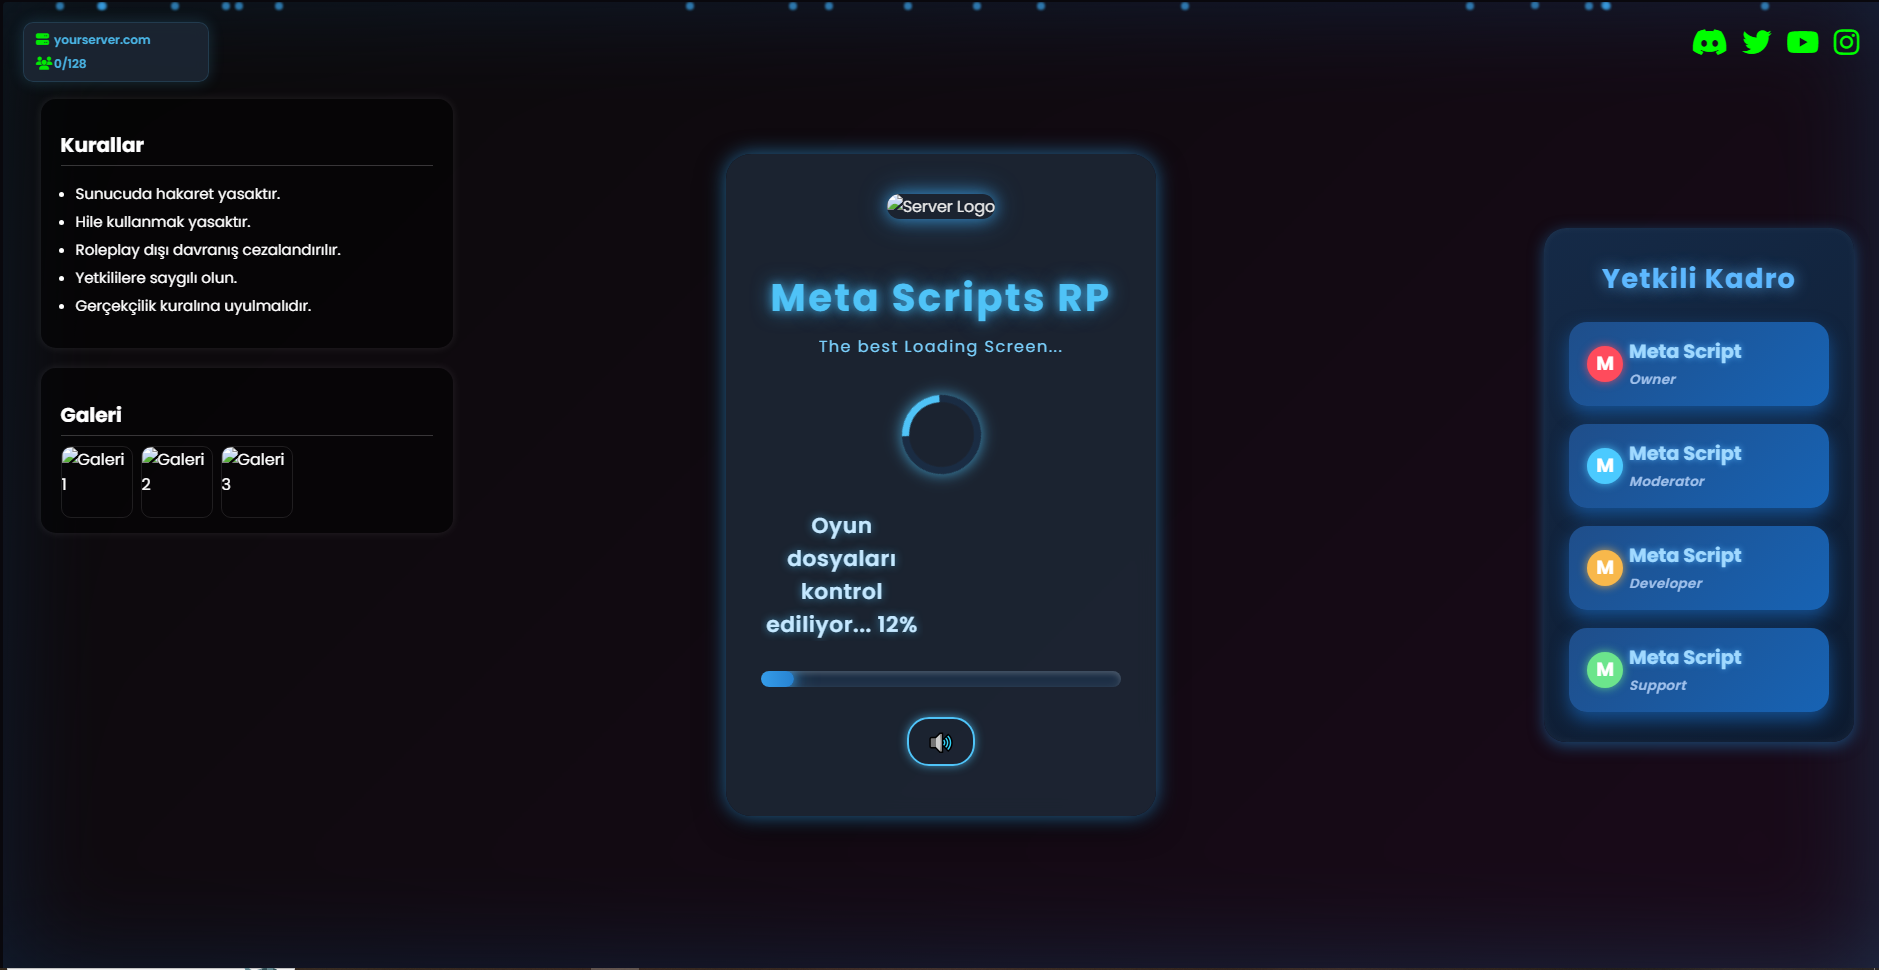 yourserver.com
0/128
Kurallar
Sunucuda hakaret yasaktır.
Hile kullanmak yasaktır.
Roleplay dışı davranış cezalandırılır.
Yetkililere saygılı olun.
Gerçekçilik kuralına uyulmalıdır.
Galeri
Galeri 1
Galeri 2
Galeri 3
Server Logo
Meta Scripts RP
The best Loading Screen...
Oyun
dosyaları
kontrol
ediliyor... 12%
Yetkili Kadro
M
Meta Script
Owner
M
Meta Script
Moderator
M
Meta Script
Developer
M
Meta Script
Support